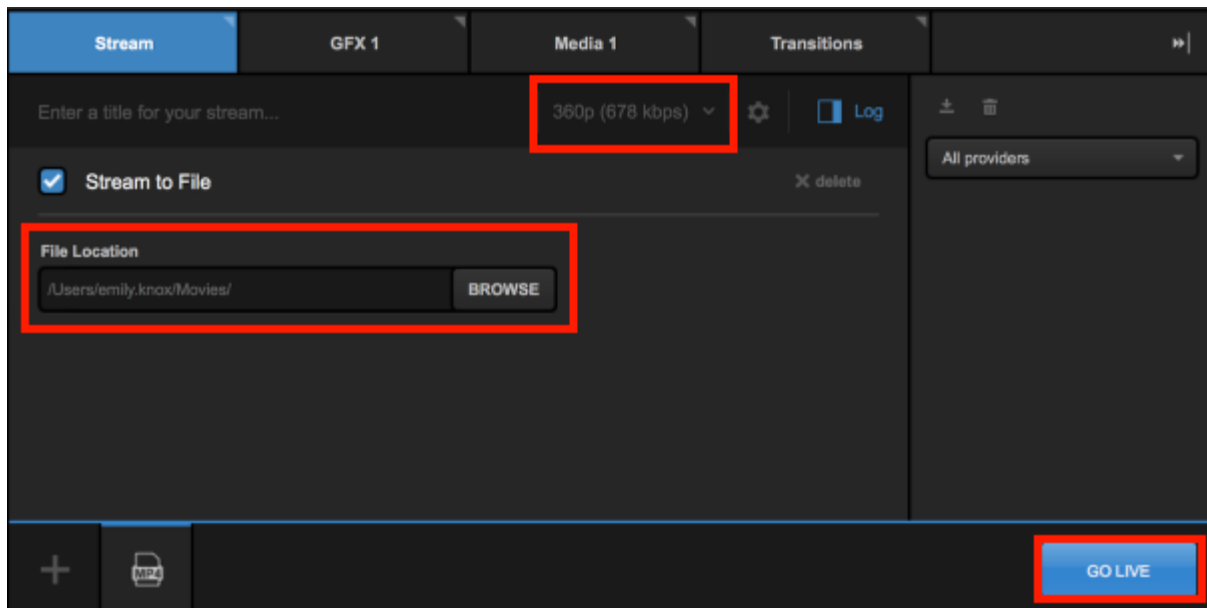 Stream GFX 1 Media 1 Transitions
Enter a title for your stream... 360p (678 kbps) Log
All providers
Stream to File delete
File Location
/Users/emily.knox/Movies/ BROWSE
MP4 GO LIVE